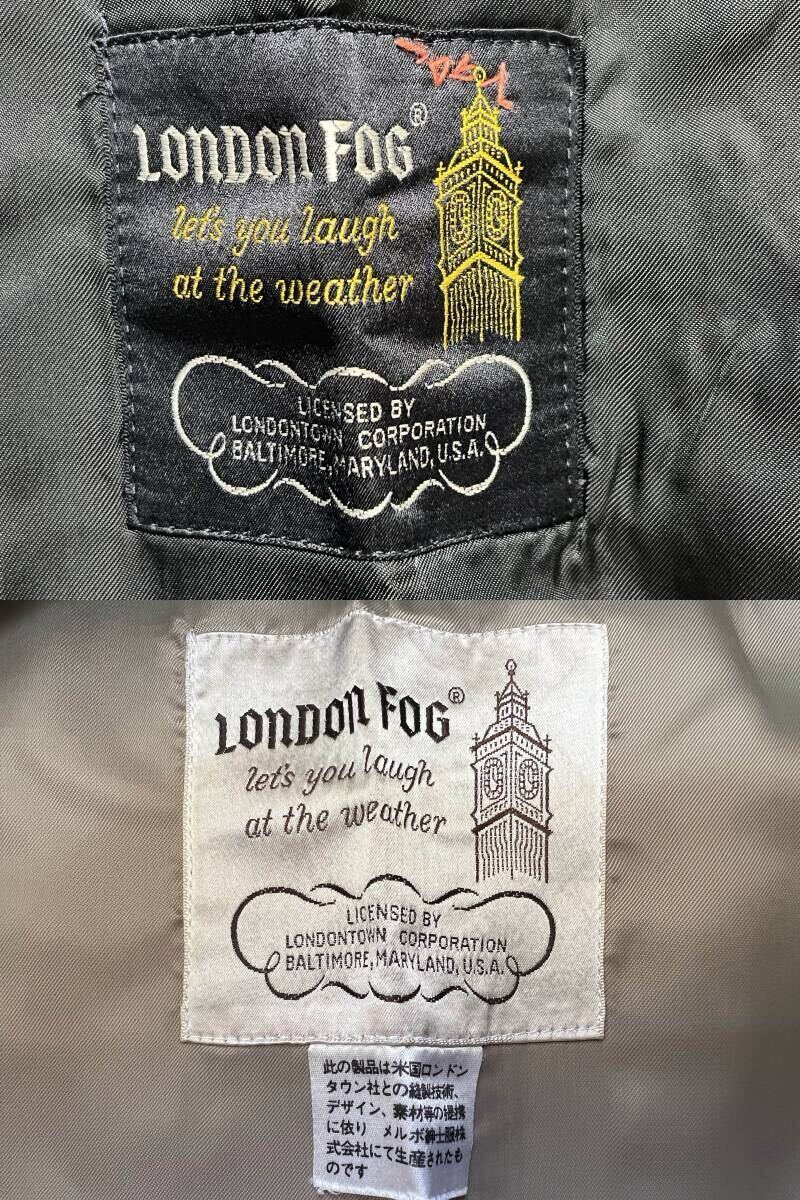 LONDON FOG®
let's you laugh
at the weather
LICENSED BY
LONDONTOWN CORPORATION
BALTIMORE, MARYLAND, U.S.A.
LONDON FOG®
let's you laugh
at the weather
LICENSED BY
LONDONTOWN CORPORATION
BALTIMORE, MARYLAND, U.S.A.
此の製品は米国ロンドン
タウン社との縫製技術、
デザイン、素材等の提携
に依り メルボ紳士服株
式会社にて生産されたも
のです